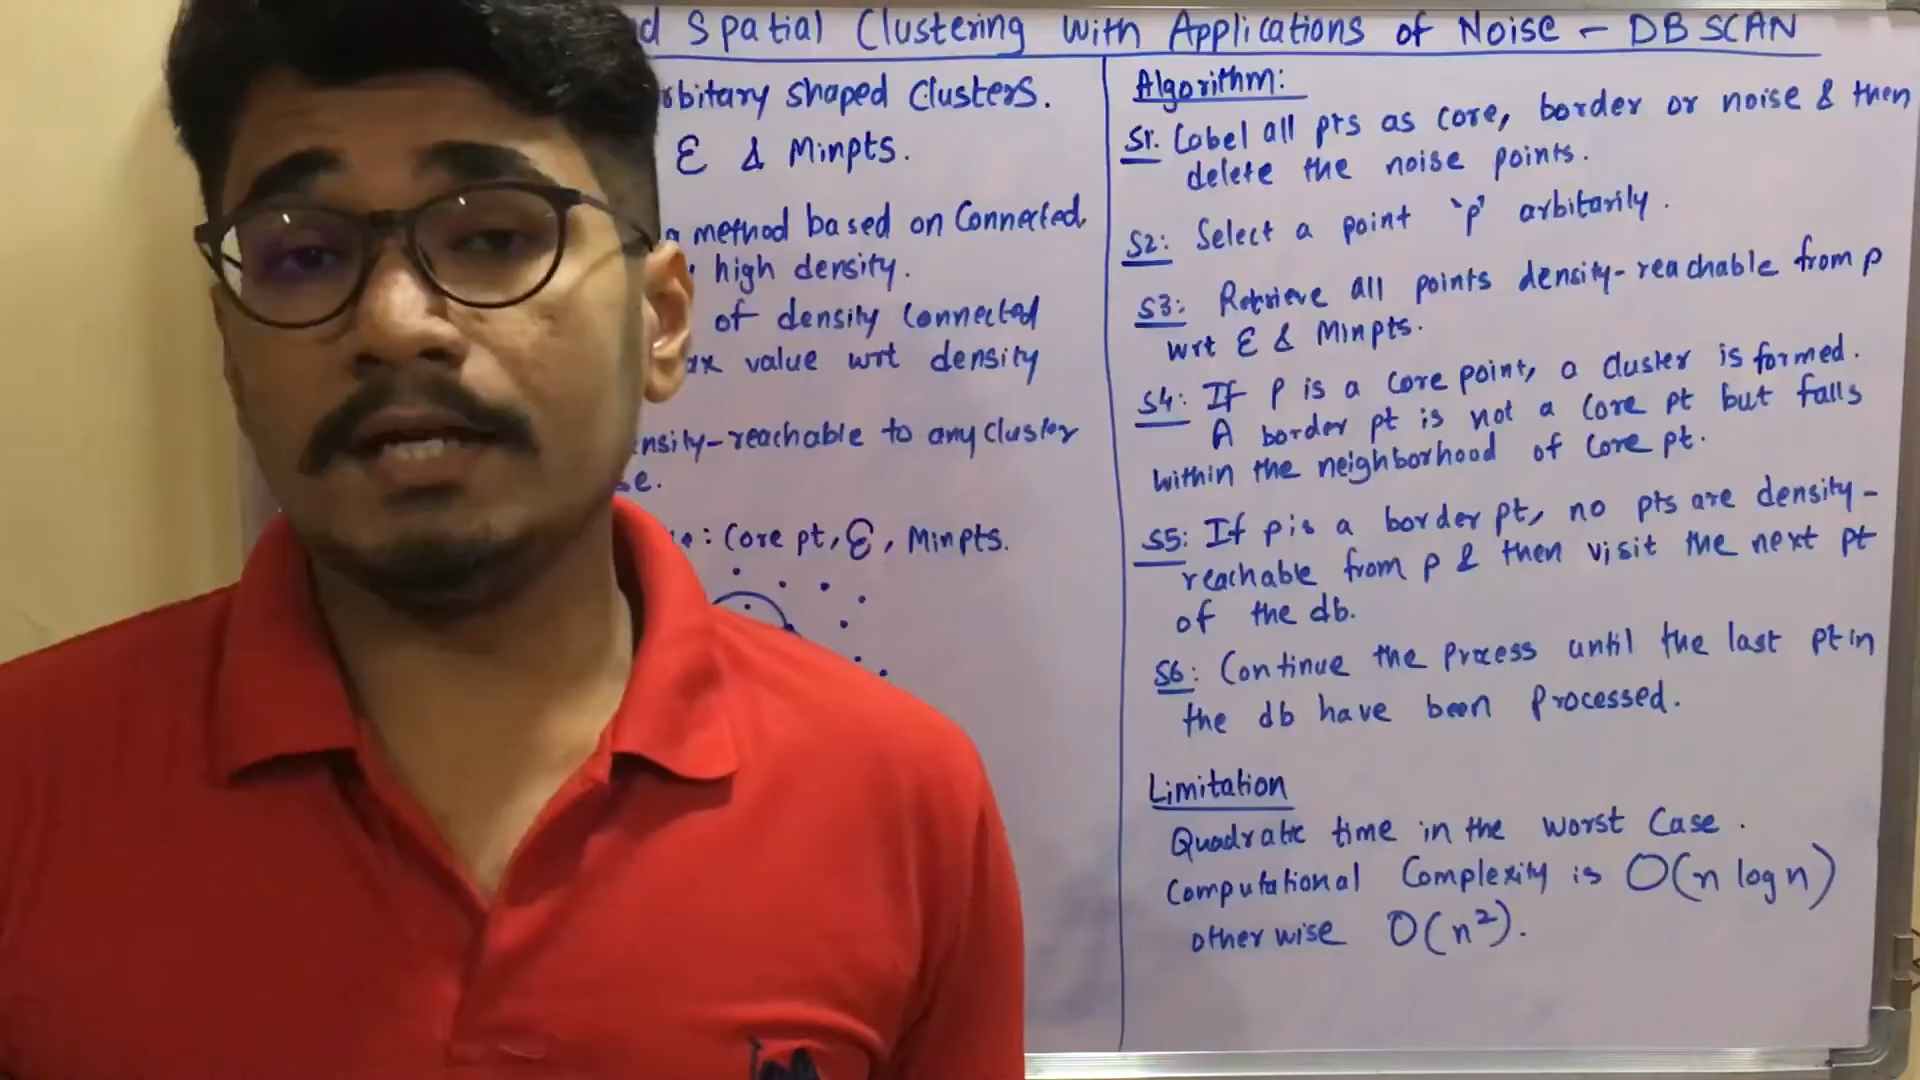 d Spatial Clustering With Applications of Noise - DBSCAN
rbitary shaped Clusters.
Ɛ & Minpts.
method based on Connected
high density.
of density Connected
ax value wrt density
ensity-reachable to any cluster
se.
: Core pt, Ɛ, Minpts.
Algorithm:
S1: Label all pts as core, border or noise & then
delete the noise points.
S2: Select a point 'p' arbitarily.
S3: Retrieve all points density-reachable from p
wrt Ɛ & Minpts.
S4: If P is a core point, a cluster is formed.
A border pt is not a core pt but falls
within the neighborhood of core pt.
S5: If p is a border pt, no pts are density-
reachable from p & then visit the next pt
of the db.
S6: Continue the process until the last pt in
the db have been processed.
Limitation
Quadratic time in the worst case.
Computational Complexity is O(n log n)
otherwise O(n²).